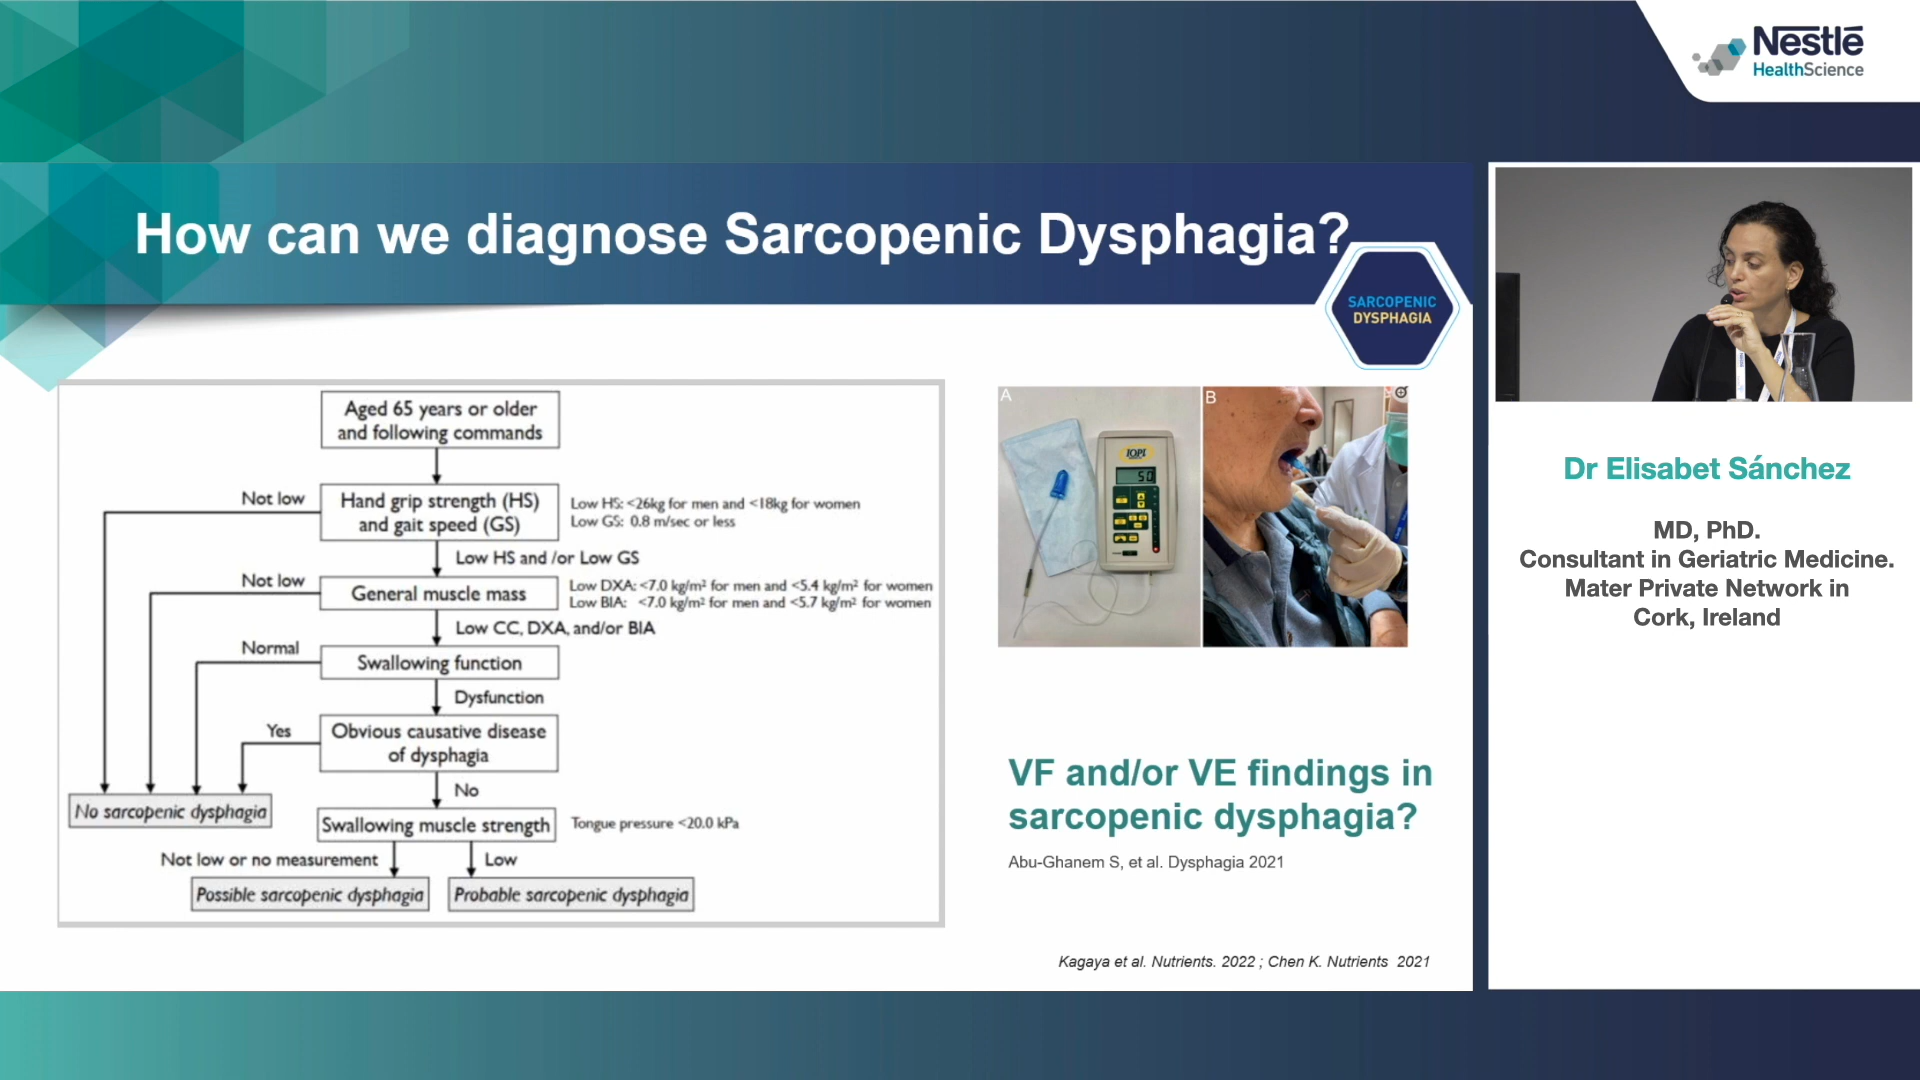 Nestlé
HealthScience
How can we diagnose Sarcopenic Dysphagia?
SARCOPENIC
DYSPHAGIA
Aged 65 years or older
and following commands
Not low
Hand grip strength (HS)
and gait speed (GS)
Low HS: <26kg for men and <18kg for women
Low GS: 0.8 m/sec or less
Low HS and /or Low GS
Not low
General muscle mass
Low DXA: <7.0 kg/m² for men and <5.4 kg/m² for women
Low BIA: <7.0 kg/m² for men and <5.7 kg/m² for women
Low CC, DXA, and/or BIA
Normal
Swallowing function
Dysfunction
Yes
Obvious causative disease
of dysphagia
No
No sarcopenic dysphagia
Swallowing muscle strength
Tongue pressure <20.0 kPa
Not low or no measurement
Low
Possible sarcopenic dysphagia
Probable sarcopenic dysphagia
A
IOPI
50
B
VF and/or VE findings in
sarcopenic dysphagia?
Abu-Ghanem S, et al. Dysphagia 2021
Kagaya et al. Nutrients. 2022 ; Chen K. Nutrients 2021
Dr Elisabet Sánchez
MD, PhD.
Consultant in Geriatric Medicine.
Mater Private Network in
Cork, Ireland